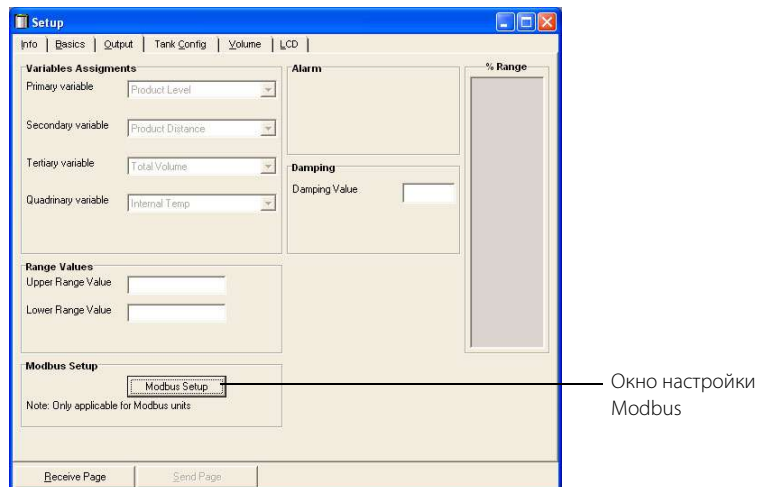 Setup
Info Basics Output Tank Config Volume LCD
Variables Assigments
Primary variable Product Level
Secondary variable Product Distance
Tertiary variable Total Volume
Quadrinary variable Internal Temp
Alarm
Damping
Damping Value
% Range
Range Values
Upper Range Value
Lower Range Value
Modbus Setup
Modbus Setup
Note: Only applicable for Modbus units
Receive Page Send Page
Окно настройки
Modbus